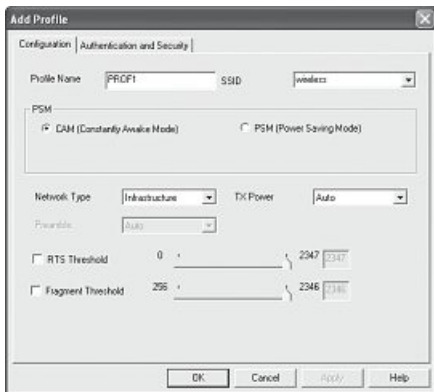 Add Profile
Configuration Authentication and Security
Profile Name PROF1 SSID wireless
PSM
CAM (Constantly Awake Mode) PSM (Power Saving Mode)
Network Type Infrastructure TX Power Auto
Preamble Auto
RTS Threshold 0 2347 2347
Fragment Threshold 256 2346 2346
OK Cancel Apply Help